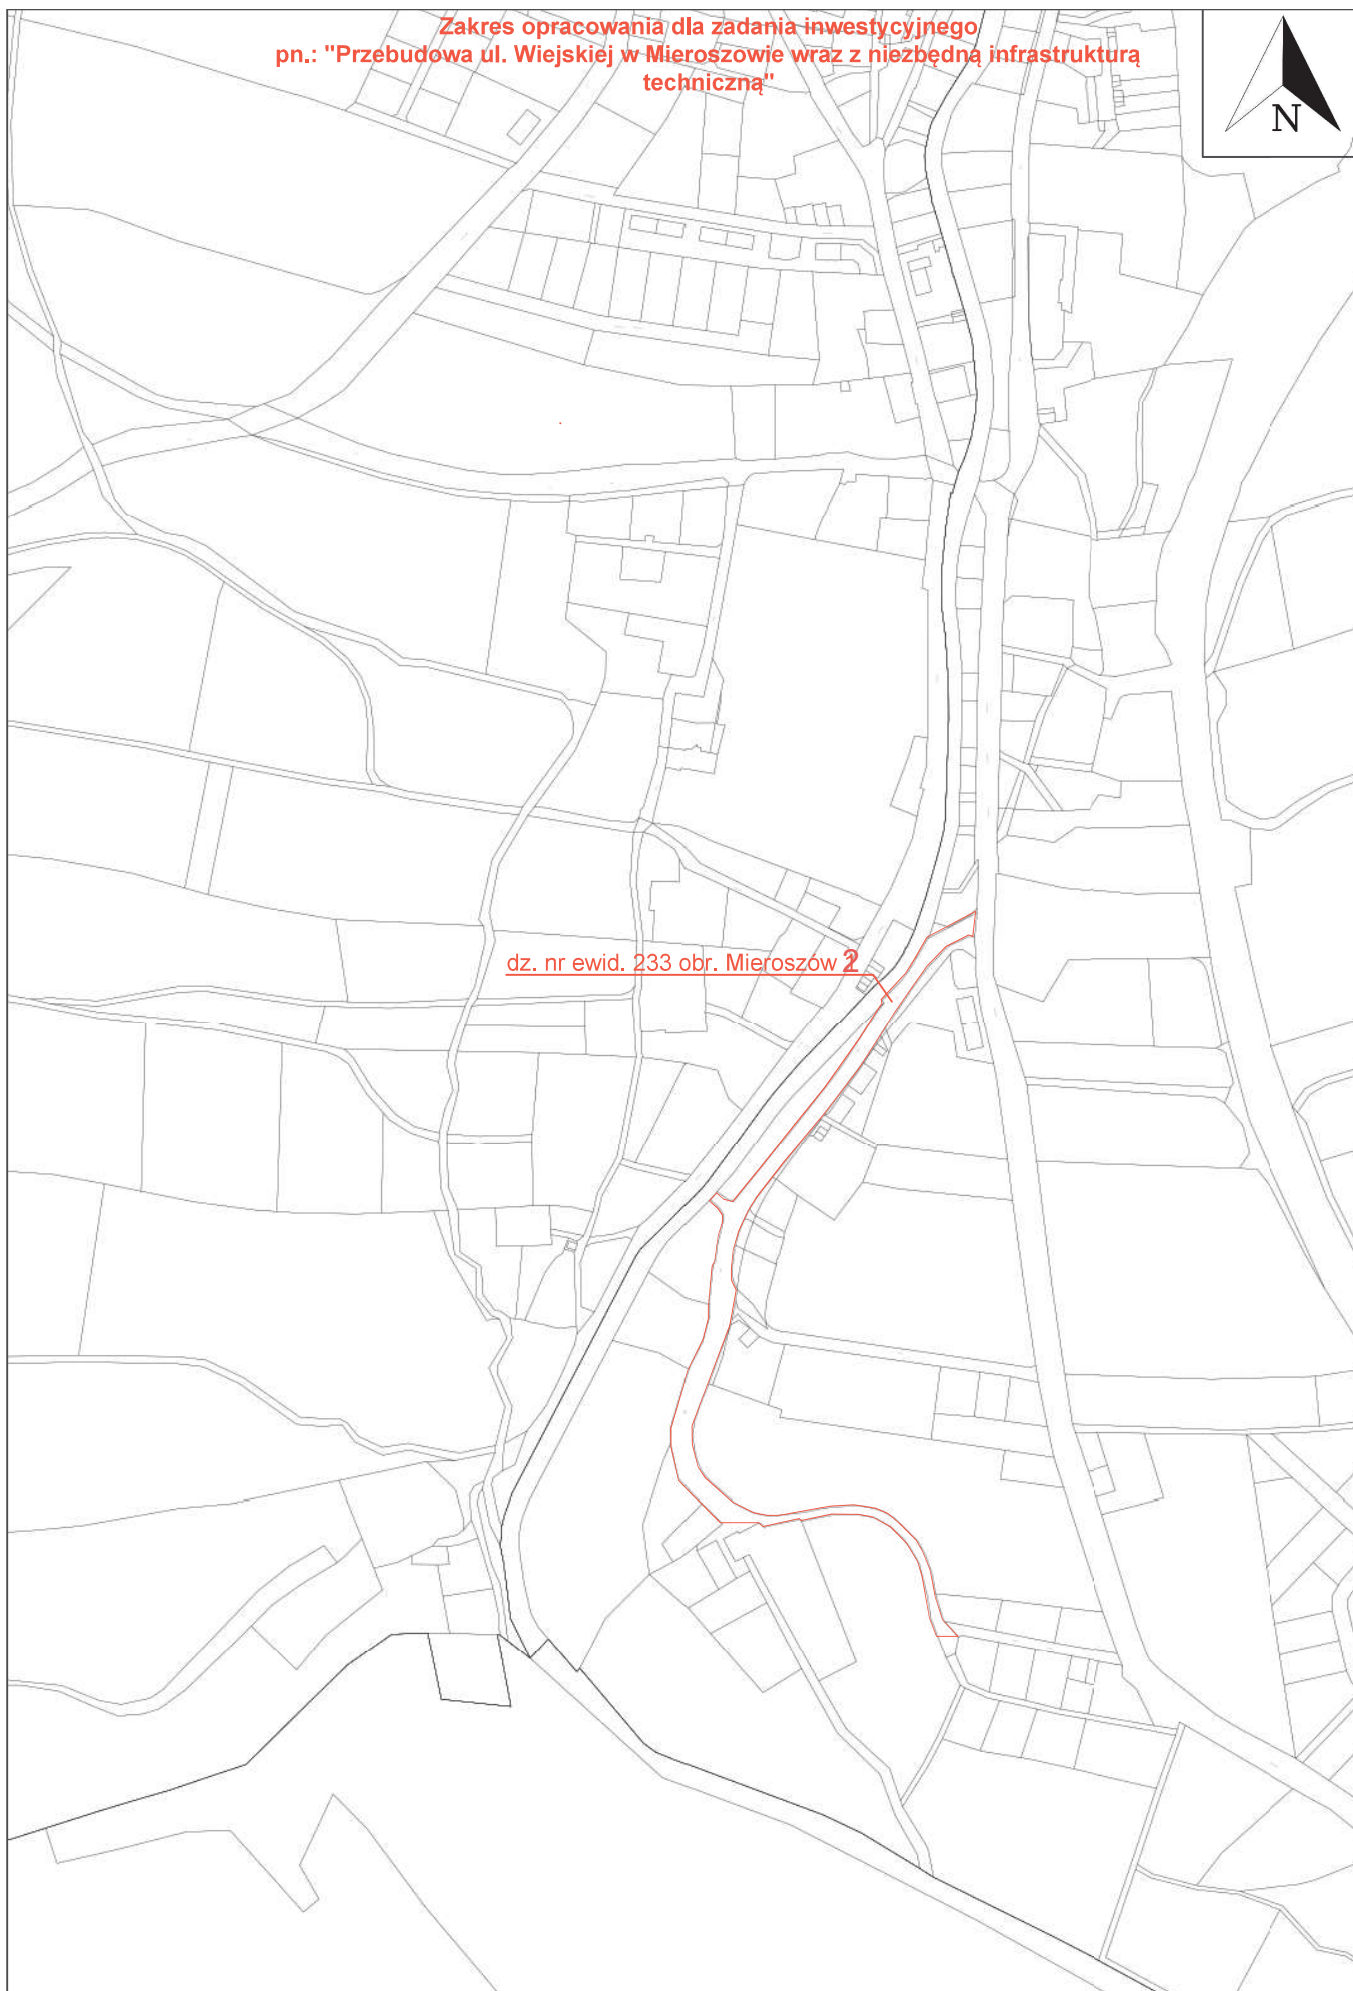 Zakres opracowania dla zadania inwestycyjnego
pn.: "Przebudowa ul. Wiejskiej w Mieroszowie wraz z niezbędną infrastrukturą
techniczną"
N
dz. nr ewid. 233 obr. Mieroszów 2